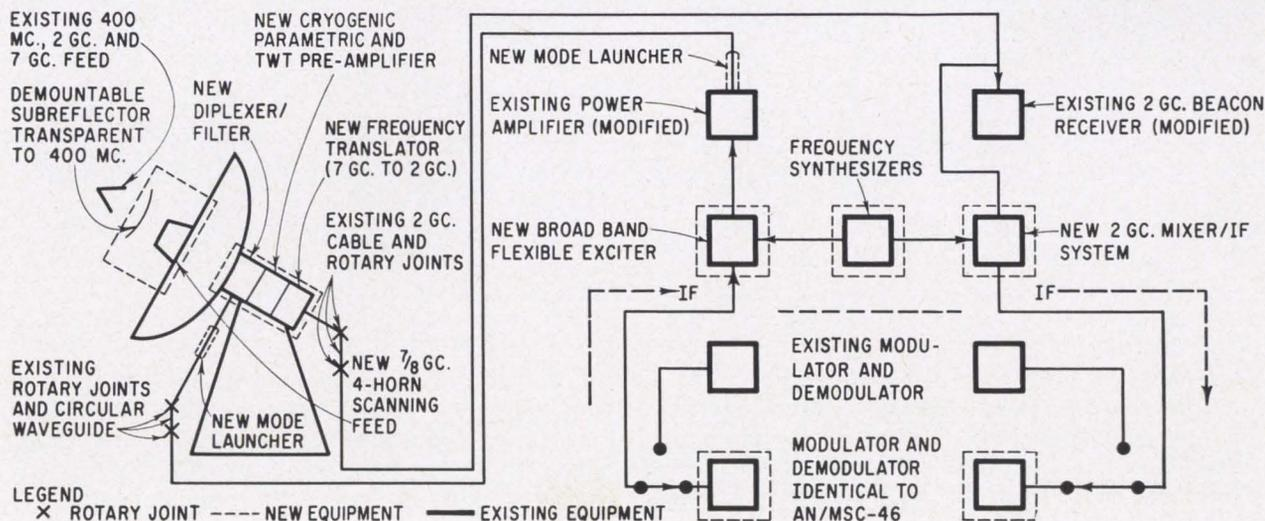 EXISTING 400
MC., 2 GC. AND
7 GC. FEED
DEMOUNTABLE
SUBREFLECTOR
TRANSPARENT
TO 400 MC.
NEW
DIPLEXER/
FILTER
NEW CRYOGENIC
PARAMETRIC AND
TWT PRE-AMPLIFIER
NEW FREQUENCY
TRANSLATOR
(7 GC. TO 2 GC.)
EXISTING 2 GC.
CABLE AND
ROTARY JOINTS
NEW 7/8 GC.
4-HORN
SCANNING
FEED
EXISTING
ROTARY JOINTS
AND CIRCULAR
WAVEGUIDE
NEW MODE
LAUNCHER
NEW MODE LAUNCHER
EXISTING POWER
AMPLIFIER (MODIFIED)
NEW BROAD BAND
FLEXIBLE EXCITER
FREQUENCY
SYNTHESIZERS
EXISTING 2 GC. BEACON
RECEIVER (MODIFIED)
NEW 2 GC. MIXER/IF
SYSTEM
IF
IF
EXISTING MODU-
LATOR AND
DEMODULATOR
MODULATOR AND
DEMODULATOR
IDENTICAL TO
AN/MSC-46
LEGEND
X ROTARY JOINT ---- NEW EQUIPMENT —— EXISTING EQUIPMENT